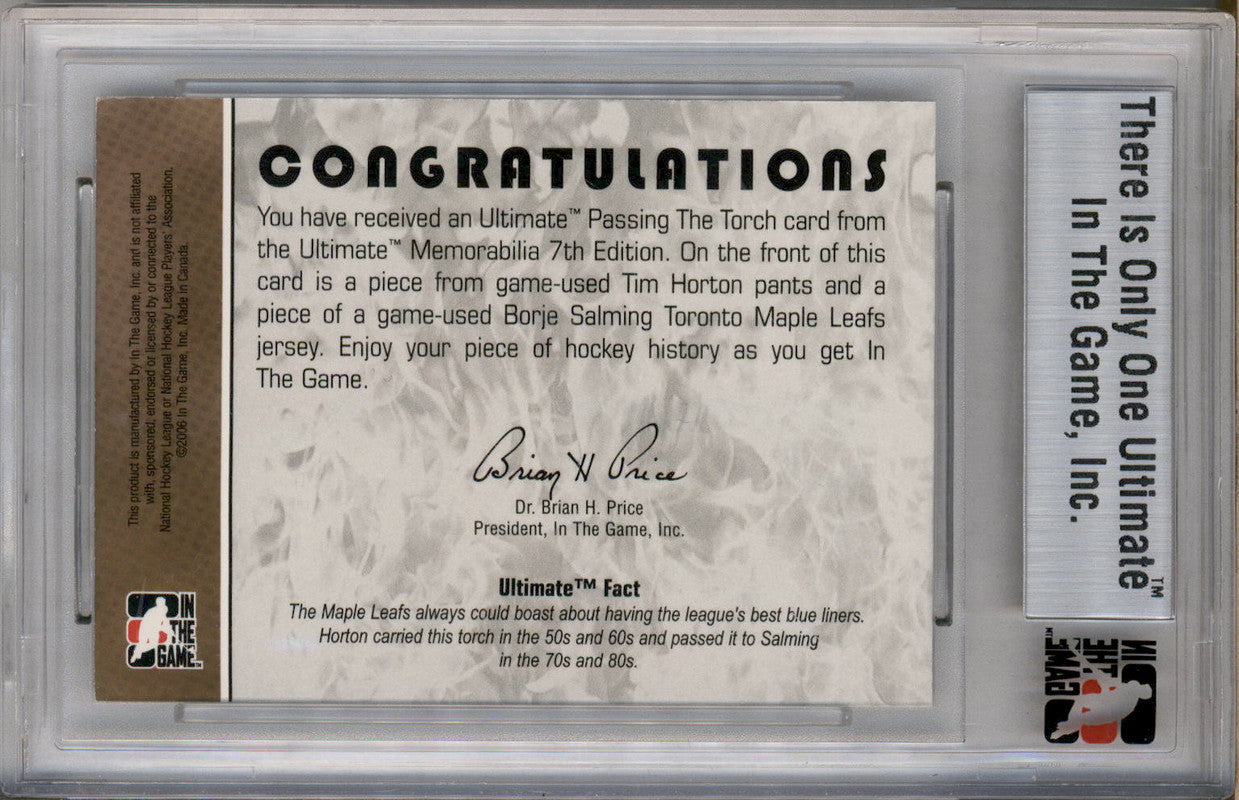 CONGRATULATIONS
You have received an Ultimate™ Passing The Torch card from
the Ultimate™ Memorabilia 7th Edition. On the front of this
card is a piece from game-used Tim Horton pants and a
piece of a game-used Borje Salming Toronto Maple Leafs
jersey. Enjoy your piece of hockey history as you get In
The Game.
Brian H Price
Dr. Brian H. Price
President, In The Game, Inc.
Ultimate™ Fact
The Maple Leafs always could boast about having the league's best blue liners.
Horton carried this torch in the 50s and 60s and passed it to Salming
in the 70s and 80s.
This product is manufactured by In The Game, Inc. and is not affiliated
with, sponsored, endorsed or licensed by or connected to the
National Hockey League or National Hockey League Players' Association.
©2006 In The Game, Inc. Made in Canada.
IN
THE
GAME™
There Is Only One Ultimate™
In The Game, Inc.
IN
THE
GAME™